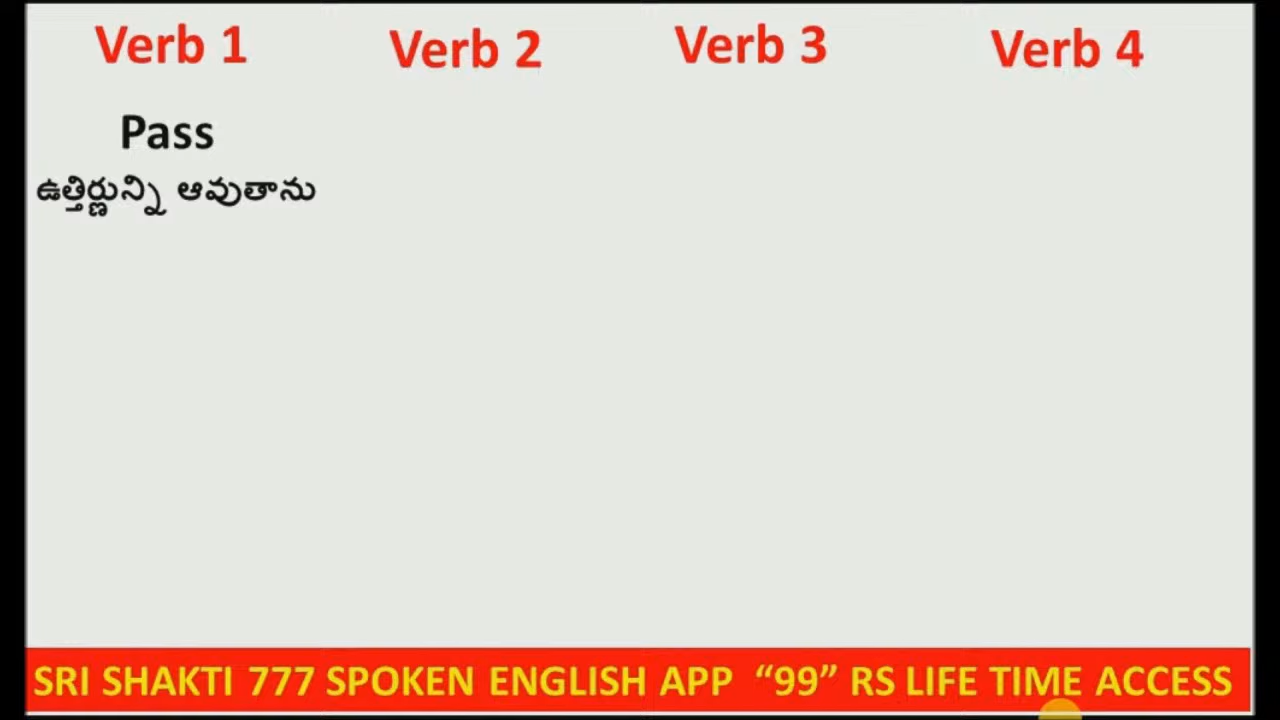 Verb 1 Verb 2 Verb 3 Verb 4
Pass
ఉత్తిర్ణున్ని ఆవుతాను
SRI SHAKTI 777 SPOKEN ENGLISH APP “99” RS LIFE TIME ACCESS